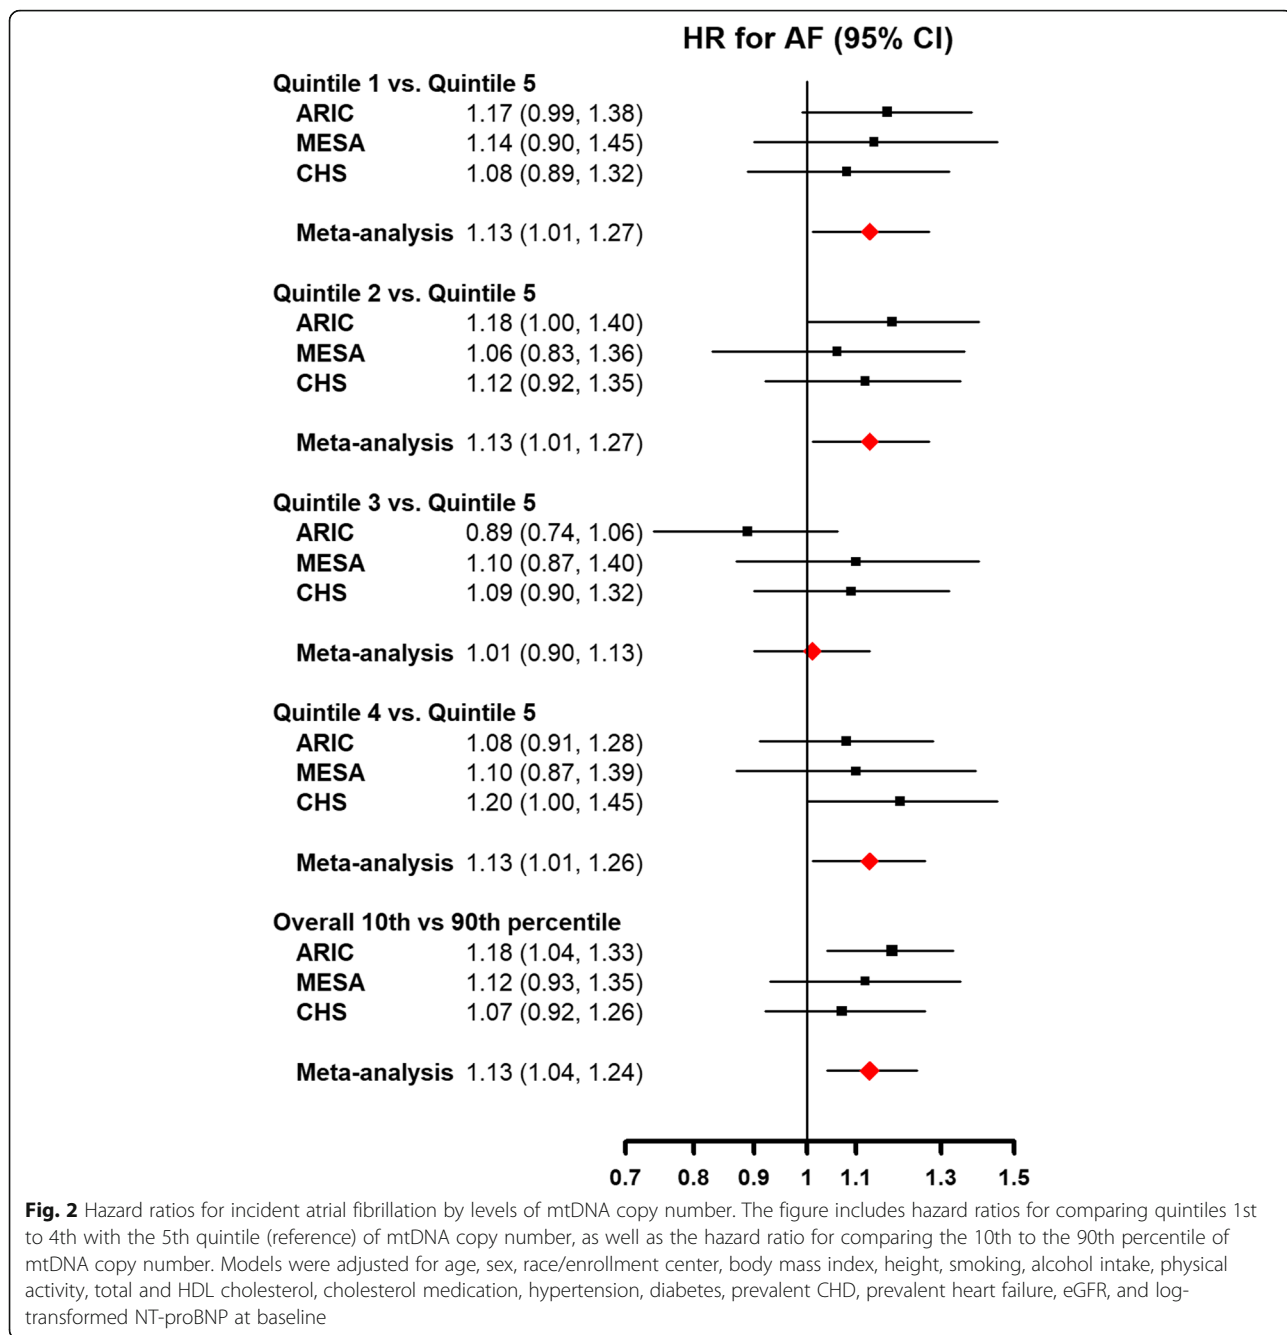 HR for AF (95% CI)
Quintile 1 vs. Quintile 5
ARIC 1.17 (0.99, 1.38)
MESA 1.14 (0.90, 1.45)
CHS 1.08 (0.89, 1.32)
Meta-analysis 1.13 (1.01, 1.27)
Quintile 2 vs. Quintile 5
ARIC 1.18 (1.00, 1.40)
MESA 1.06 (0.83, 1.36)
CHS 1.12 (0.92, 1.35)
Meta-analysis 1.13 (1.01, 1.27)
Quintile 3 vs. Quintile 5
ARIC 0.89 (0.74, 1.06)
MESA 1.10 (0.87, 1.40)
CHS 1.09 (0.90, 1.32)
Meta-analysis 1.01 (0.90, 1.13)
Quintile 4 vs. Quintile 5
ARIC 1.08 (0.91, 1.28)
MESA 1.10 (0.87, 1.39)
CHS 1.20 (1.00, 1.45)
Meta-analysis 1.13 (1.01, 1.26)
Overall 10th vs 90th percentile
ARIC 1.18 (1.04, 1.33)
MESA 1.12 (0.93, 1.35)
CHS 1.07 (0.92, 1.26)
Meta-analysis 1.13 (1.04, 1.24)
0.7 0.8 0.9 1 1.1 1.3 1.5
Fig. 2 Hazard ratios for incident atrial fibrillation by levels of mtDNA copy number. The figure includes hazard ratios for comparing quintiles 1st
to 4th with the 5th quintile (reference) of mtDNA copy number, as well as the hazard ratio for comparing the 10th to the 90th percentile of
mtDNA copy number. Models were adjusted for age, sex, race/enrollment center, body mass index, height, smoking, alcohol intake, physical
activity, total and HDL cholesterol, cholesterol medication, hypertension, diabetes, prevalent CHD, prevalent heart failure, eGFR, and log-
transformed NT-proBNP at baseline